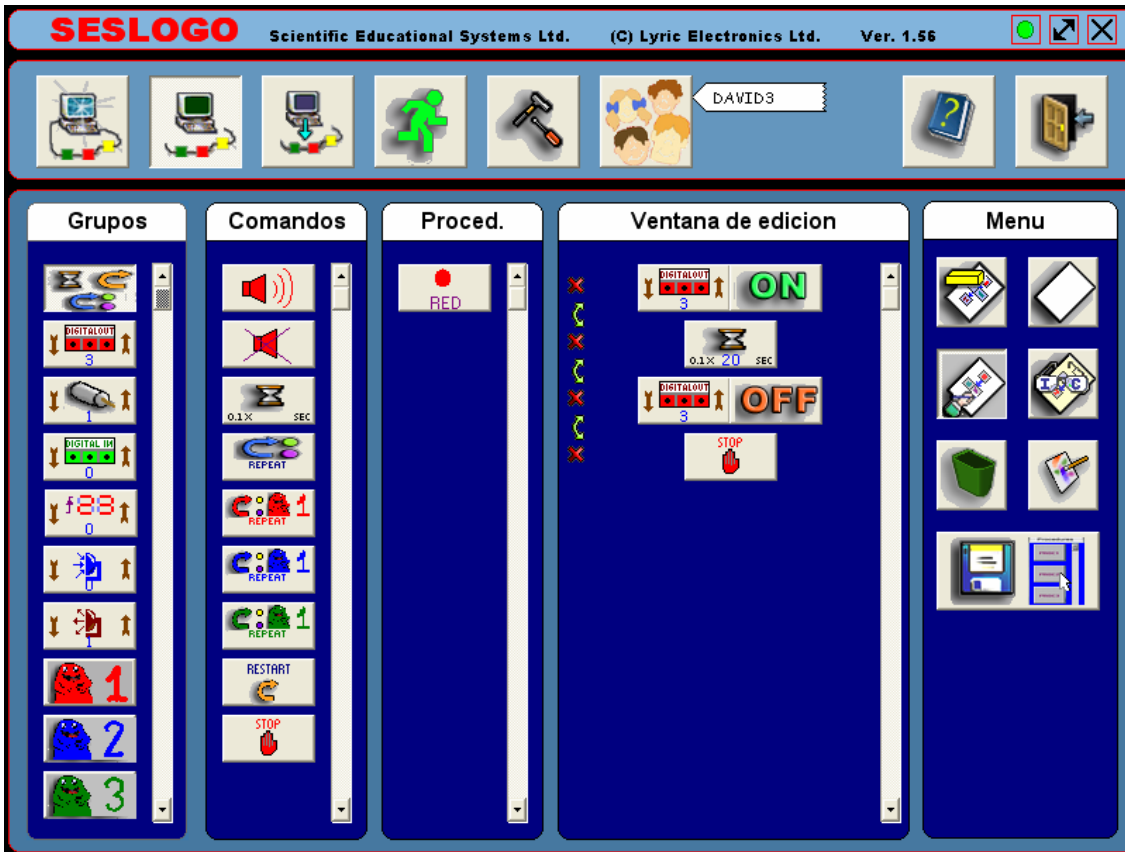 SESLOGO Scientific Educational Systems Ltd. (C) Lyric Electronics Ltd. Ver. 1.56
DAVID3
?
Grupos
DIGITALOUT
3
1
DIGITAL IN
0
0
0
1
1
2
3
Comandos
0.1X SEC
REPEAT
1
REPEAT
1
REPEAT
1
REPEAT
RESTART
STOP
Proced.
RED
Ventana de edicion
DIGITALOUT
3
ON
0.1X 20 SEC
DIGITALOUT
3
OFF
STOP
Menu
I C